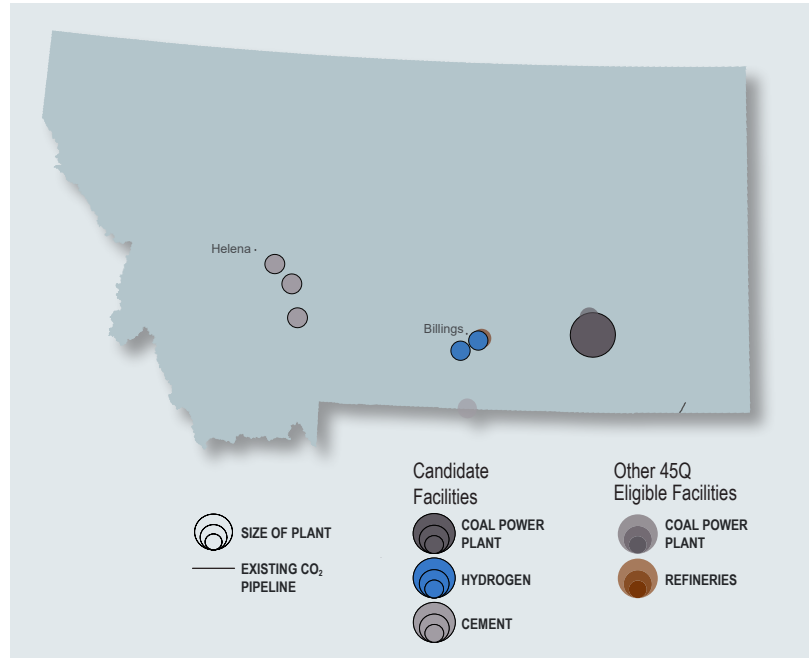 Helena
Billings
Candidate
Facilities
Other 45Q
Eligible Facilities
SIZE OF PLANT
EXISTING CO₂
PIPELINE
COAL POWER
PLANT
HYDROGEN
CEMENT
COAL POWER
PLANT
REFINERIES